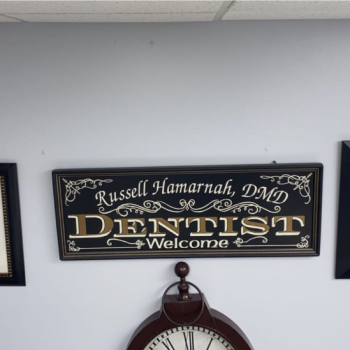 Russell Hamarnah, DMD
DENTIST
Welcome